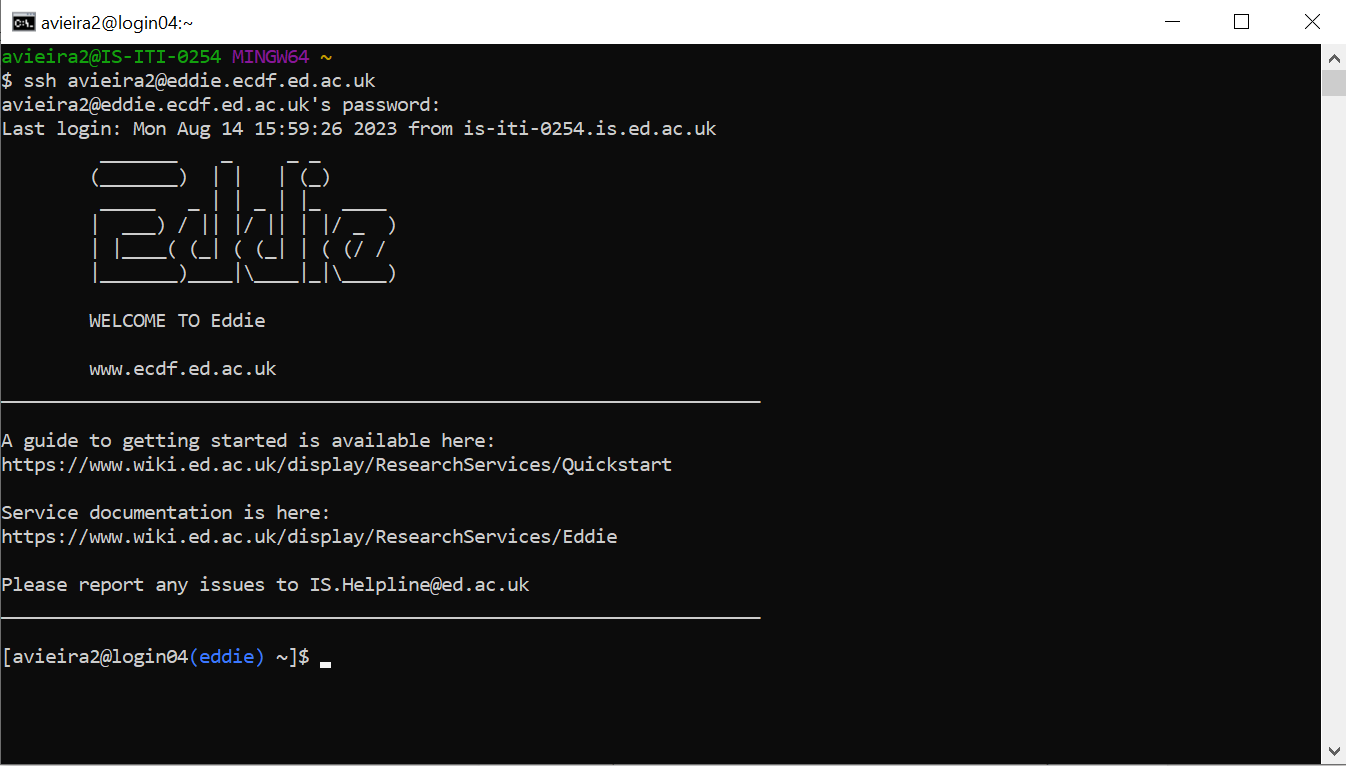 avieira2@login04:~
avieira2@IS-ITI-0254 MINGW64 ~
$ ssh avieira2@eddie.ecdf.ed.ac.uk
avieira2@eddie.ecdf.ed.ac.uk's password:
Last login: Mon Aug 14 15:59:26 2023 from is-iti-0254.is.ed.ac.uk
Eddie
WELCOME TO Eddie
www.ecdf.ed.ac.uk
A guide to getting started is available here:
https://www.wiki.ed.ac.uk/display/ResearchServices/Quickstart
Service documentation is here:
https://www.wiki.ed.ac.uk/display/ResearchServices/Eddie
Please report any issues to IS.Helpline@ed.ac.uk
[avieira2@login04(eddie) ~]$